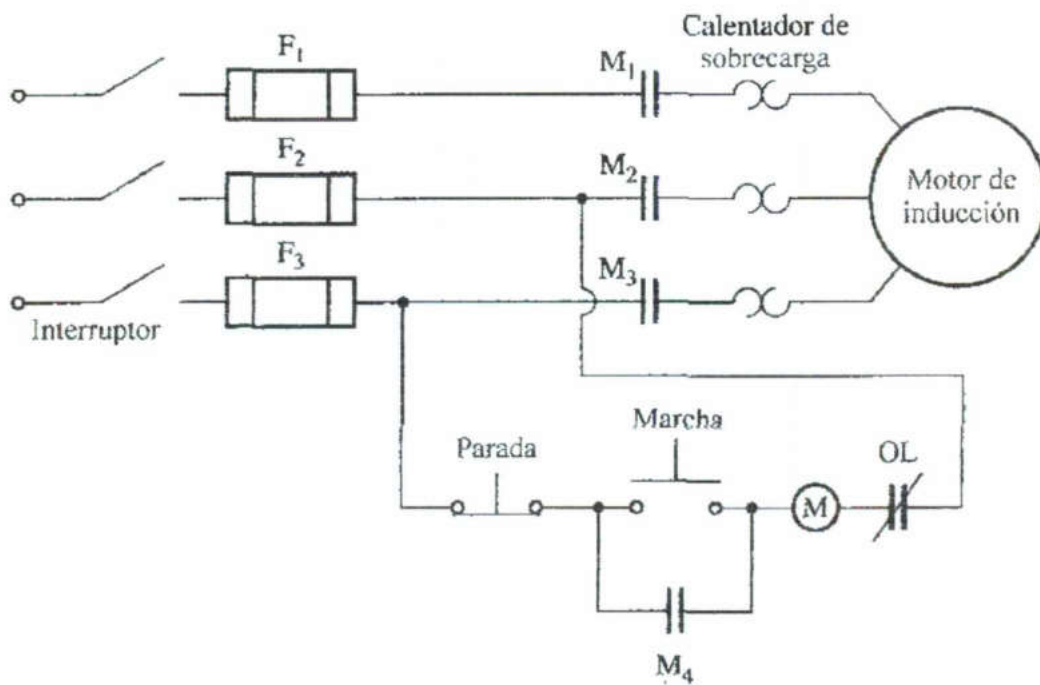 F₁
Calentador de
sobrecarga
M₁
F₂
M₂
Motor de
inducción
F₃
M₃
Interruptor
Marcha
Parada
OL
M
M₄